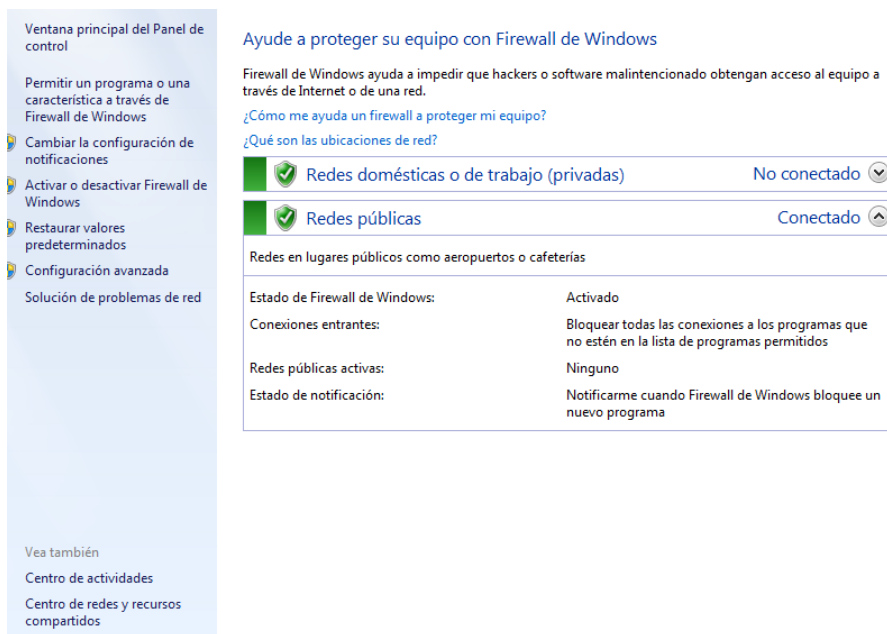 Ventana principal del Panel de
control
Permitir un programa o una
característica a través de
Firewall de Windows
Cambiar la configuración de
notificaciones
Activar o desactivar Firewall de
Windows
Restaurar valores
predeterminados
Configuración avanzada
Solución de problemas de red
Vea también
Centro de actividades
Centro de redes y recursos
compartidos
Ayude a proteger su equipo con Firewall de Windows
Firewall de Windows ayuda a impedir que hackers o software malintencionado obtengan acceso al equipo a
través de Internet o de una red.
¿Cómo me ayuda un firewall a proteger mi equipo?
¿Qué son las ubicaciones de red?
Redes domésticas o de trabajo (privadas) No conectado
Redes públicas Conectado
Redes en lugares públicos como aeropuertos o cafeterías
Estado de Firewall de Windows: Activado
Conexiones entrantes: Bloquear todas las conexiones a los programas que
no estén en la lista de programas permitidos
Redes públicas activas: Ninguno
Estado de notificación: Notificarme cuando Firewall de Windows bloquee un
nuevo programa